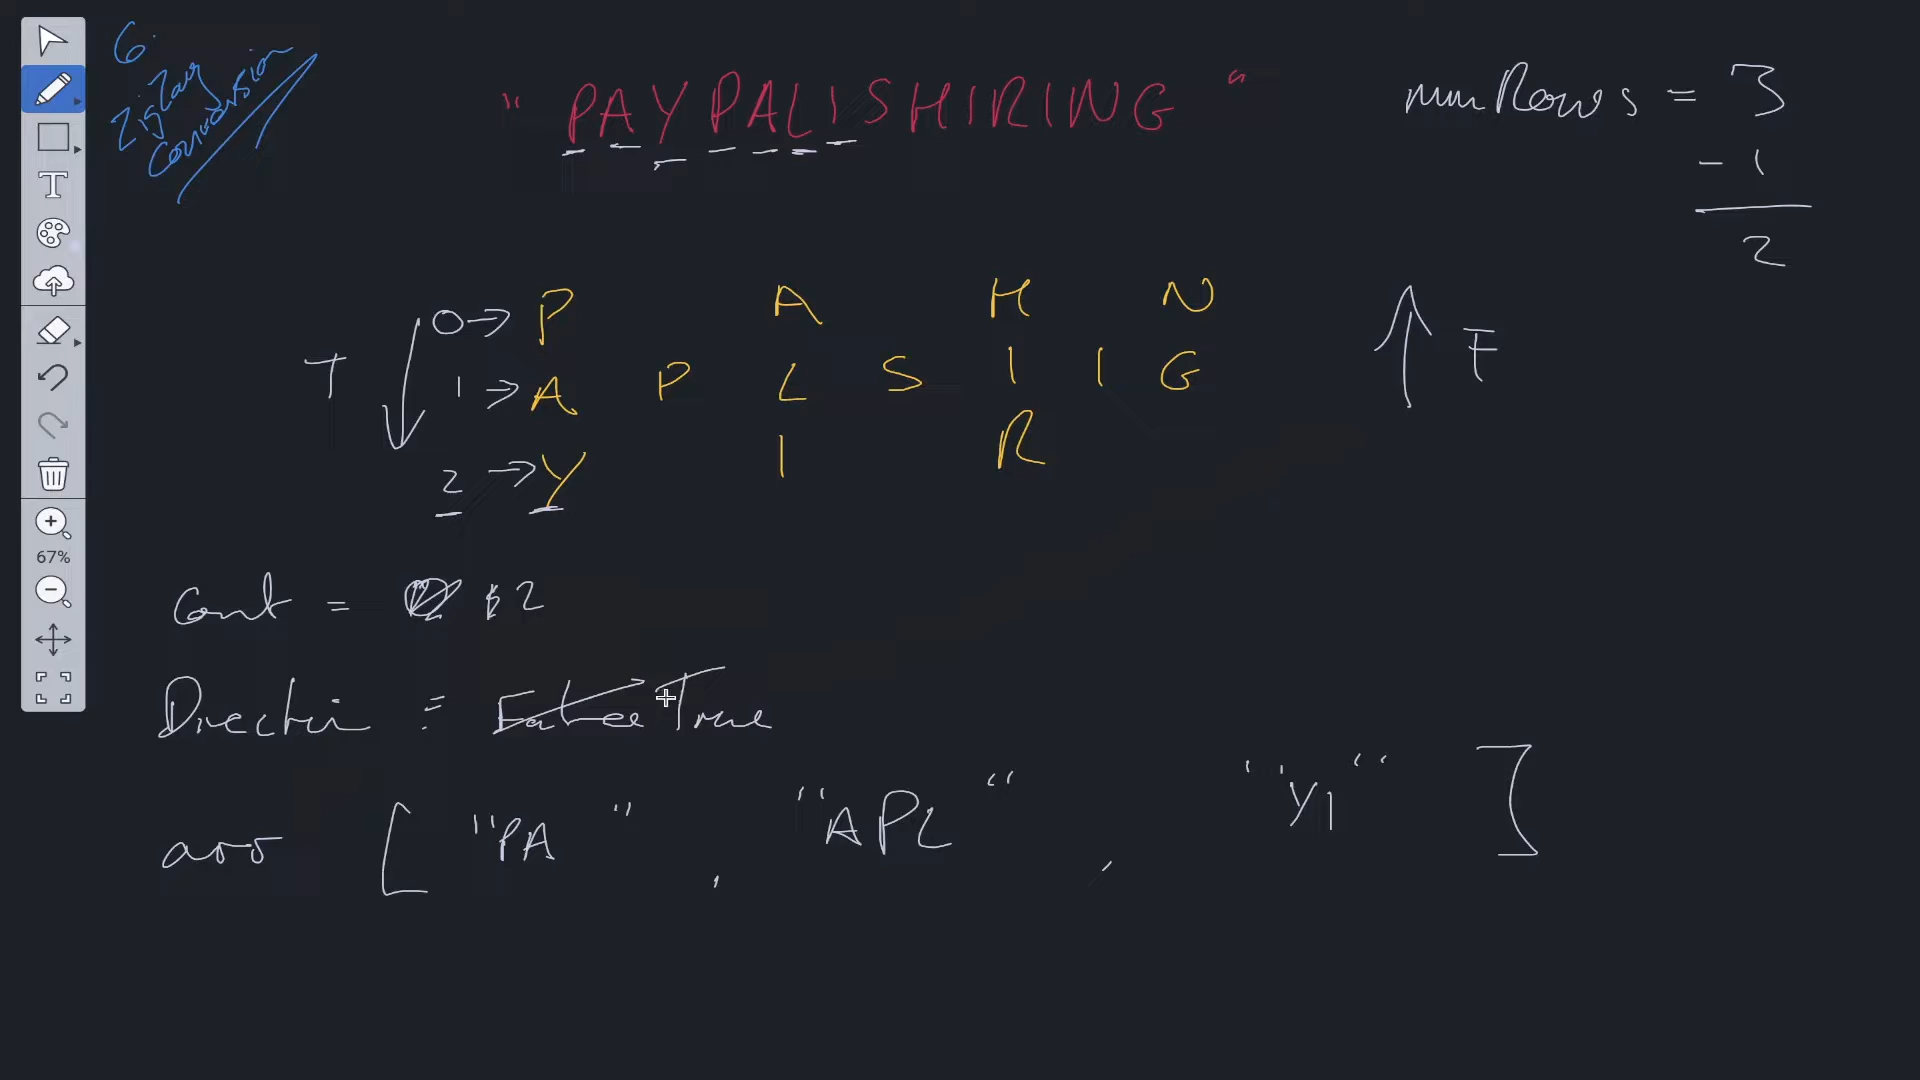 6.
ZigZag
Conversion
"PAYPALISHIRING"
numRows = 3
- 1
2
0 → P A H N
T 1 → A P L S I I G F
2 → Y I R
Count = 2
Direction = False True
arr ["PA", "APL", "YI"]
67%